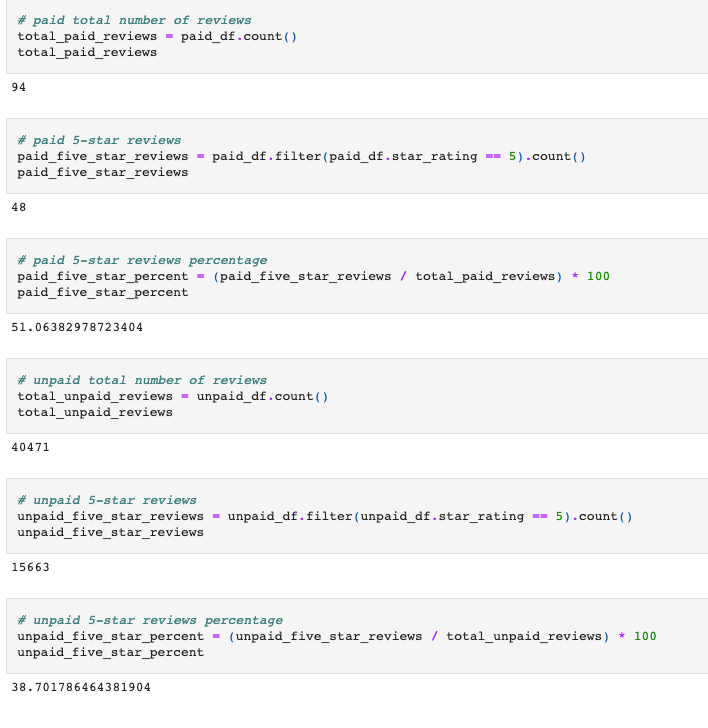 # paid total number of reviews
total_paid_reviews = paid_df.count()
total_paid_reviews
94
# paid 5-star reviews
paid_five_star_reviews = paid_df.filter(paid_df.star_rating == 5).count()
paid_five_star_reviews
48
# paid 5-star reviews percentage
paid_five_star_percent = (paid_five_star_reviews / total_paid_reviews) * 100
paid_five_star_percent
51.06382978723404
# unpaid total number of reviews
total_unpaid_reviews = unpaid_df.count()
total_unpaid_reviews
40471
# unpaid 5-star reviews
unpaid_five_star_reviews = unpaid_df.filter(unpaid_df.star_rating == 5).count()
unpaid_five_star_reviews
15663
# unpaid 5-star reviews percentage
unpaid_five_star_percent = (unpaid_five_star_reviews / total_unpaid_reviews) * 100
unpaid_five_star_percent
38.701786464381904